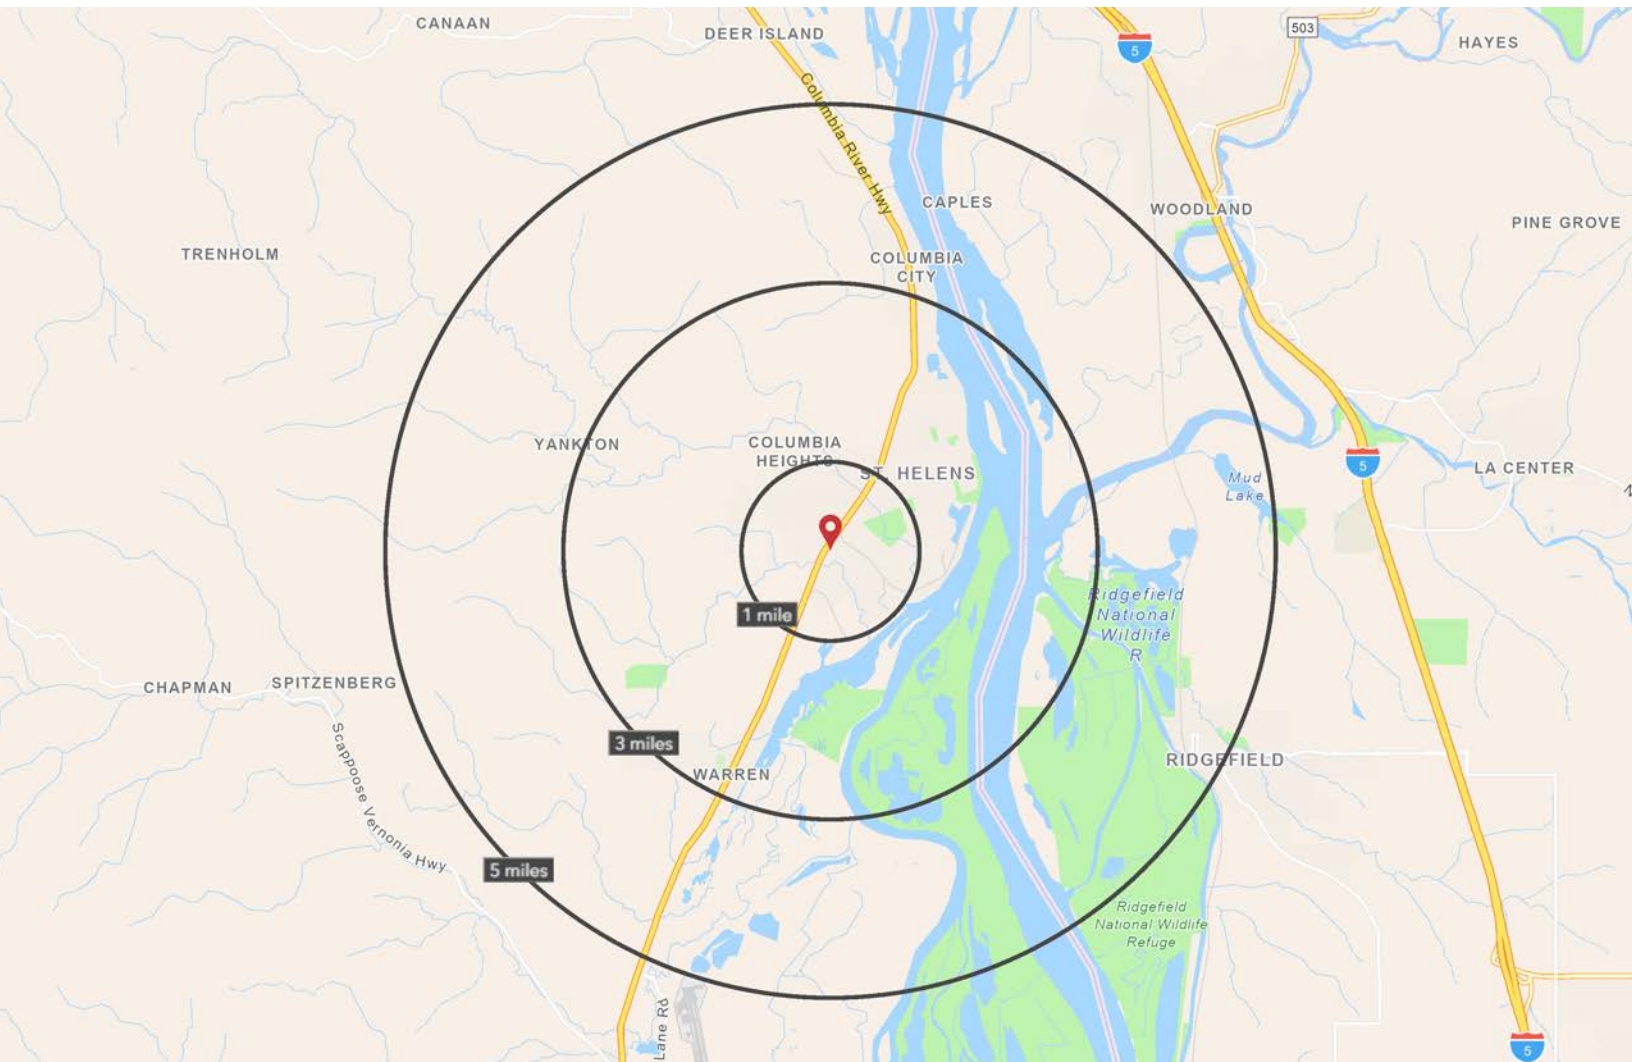 CANAAN
DEER ISLAND
5
503
HAYES
Columbia River Hwy
CAPLES
WOODLAND
PINE GROVE
TRENHOLM
COLUMBIA
CITY
YANKTON
COLUMBIA
HEIGHTS
ST. HELENS
5
LA CENTER
Mud
Lake
1 mile
Ridgefield
National
Wildlife
R
CHAPMAN
SPITZENBERG
Scappoose Vernonia Hwy
3 miles
WARREN
RIDGEFIELD
5 miles
Ridgefield
National Wildlife
Refuge
Lane Rd
5